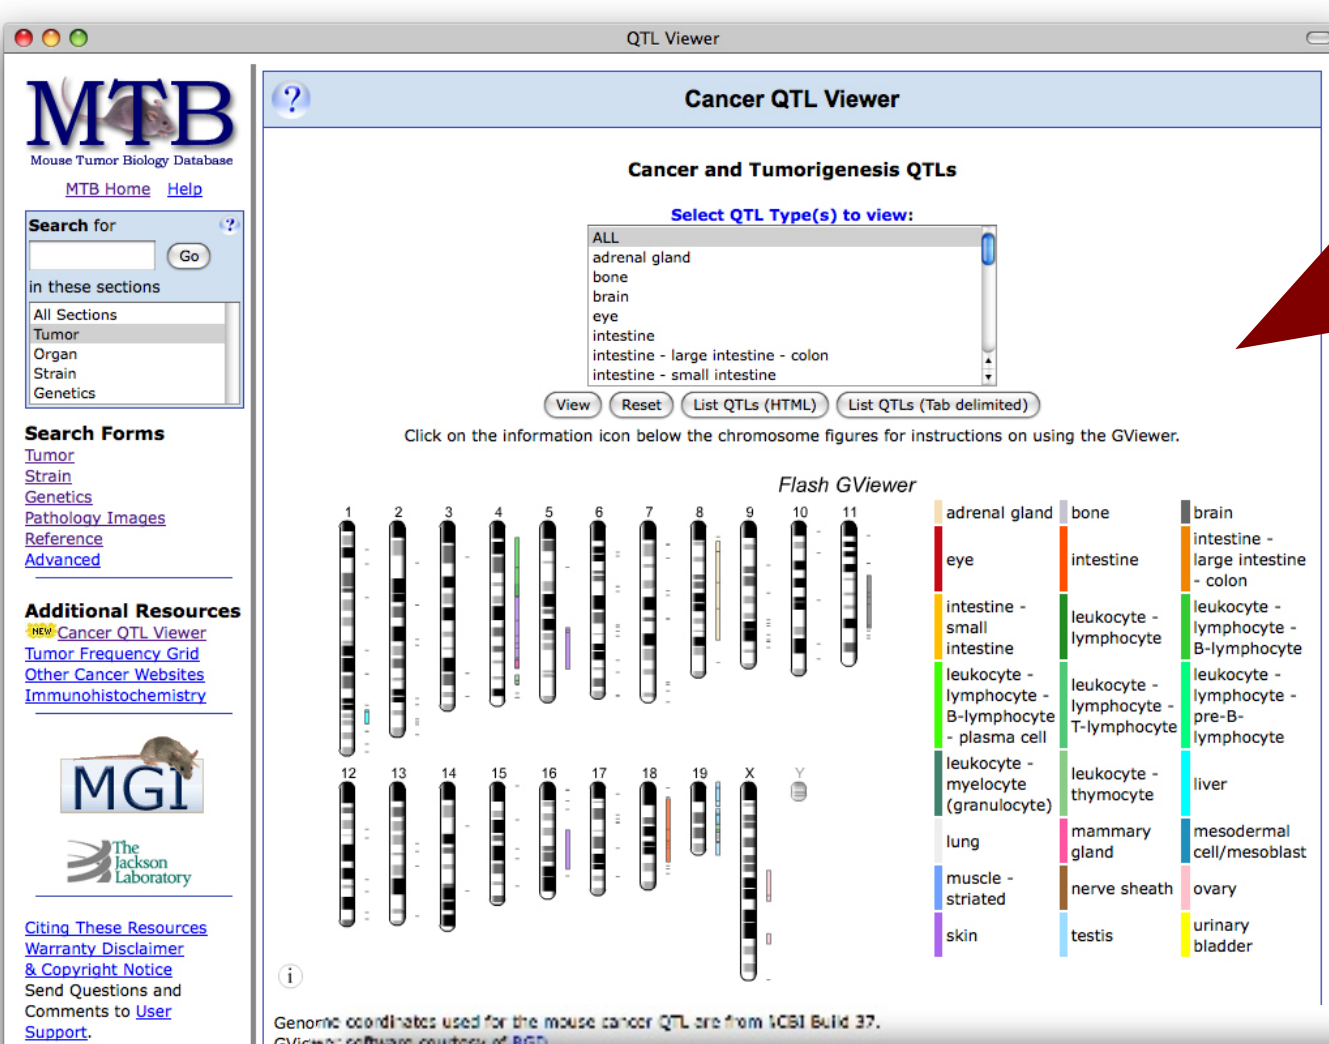 QTL Viewer
MTB
Mouse Tumor Biology Database
MTB Home Help
Search for ?
Go
in these sections
All Sections
Tumor
Organ
Strain
Genetics
Search Forms
Tumor
Strain
Genetics
Pathology Images
Reference
Advanced
Additional Resources
NEW Cancer QTL Viewer
Tumor Frequency Grid
Other Cancer Websites
Immunohistochemistry
MGI
The
Jackson
Laboratory
Citing These Resources
Warranty Disclaimer
& Copyright Notice
Send Questions and
Comments to User
Support.
? Cancer QTL Viewer
Cancer and Tumorigenesis QTLs
Select QTL Type(s) to view:
ALL
adrenal gland
bone
brain
eye
intestine
intestine - large intestine - colon
intestine - small intestine
View Reset List QTLs (HTML) List QTLs (Tab delimited)
Click on the information icon below the chromosome figures for instructions on using the GViewer.
Flash GViewer
1 2 3 4 5 6 7 8 9 10 11
12 13 14 15 16 17 18 19 X Y
adrenal gland
bone
brain
eye
intestine
intestine -
large intestine
- colon
intestine -
small
intestine
leukocyte -
lymphocyte
leukocyte -
lymphocyte -
B-lymphocyte
leukocyte -
lymphocyte -
B-lymphocyte
- plasma cell
leukocyte -
lymphocyte -
T-lymphocyte
leukocyte -
lymphocyte -
pre-B-
lymphocyte
leukocyte -
myelocyte
(granulocyte)
leukocyte -
thymocyte
liver
lung
mammary
gland
mesodermal
cell/mesoblast
muscle -
striated
nerve sheath
ovary
skin
testis
urinary
bladder
i
Genome coordinates used for the mouse cancer QTL are from NCBI Build 37.
GViewer software courtesy of RGD